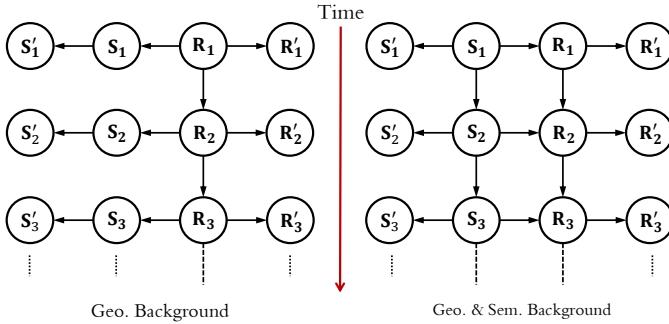 Time
S′₁ S₁ R₁ R′₁ S′₁ S₁ R₁ R′₁
S′₂ S₂ R₂ R′₂ S′₂ S₂ R₂ R′₂
S′₃ S₃ R₃ R′₃ S′₃ S₃ R₃ R′₃
Geo. Background Geo. & Sem. Background